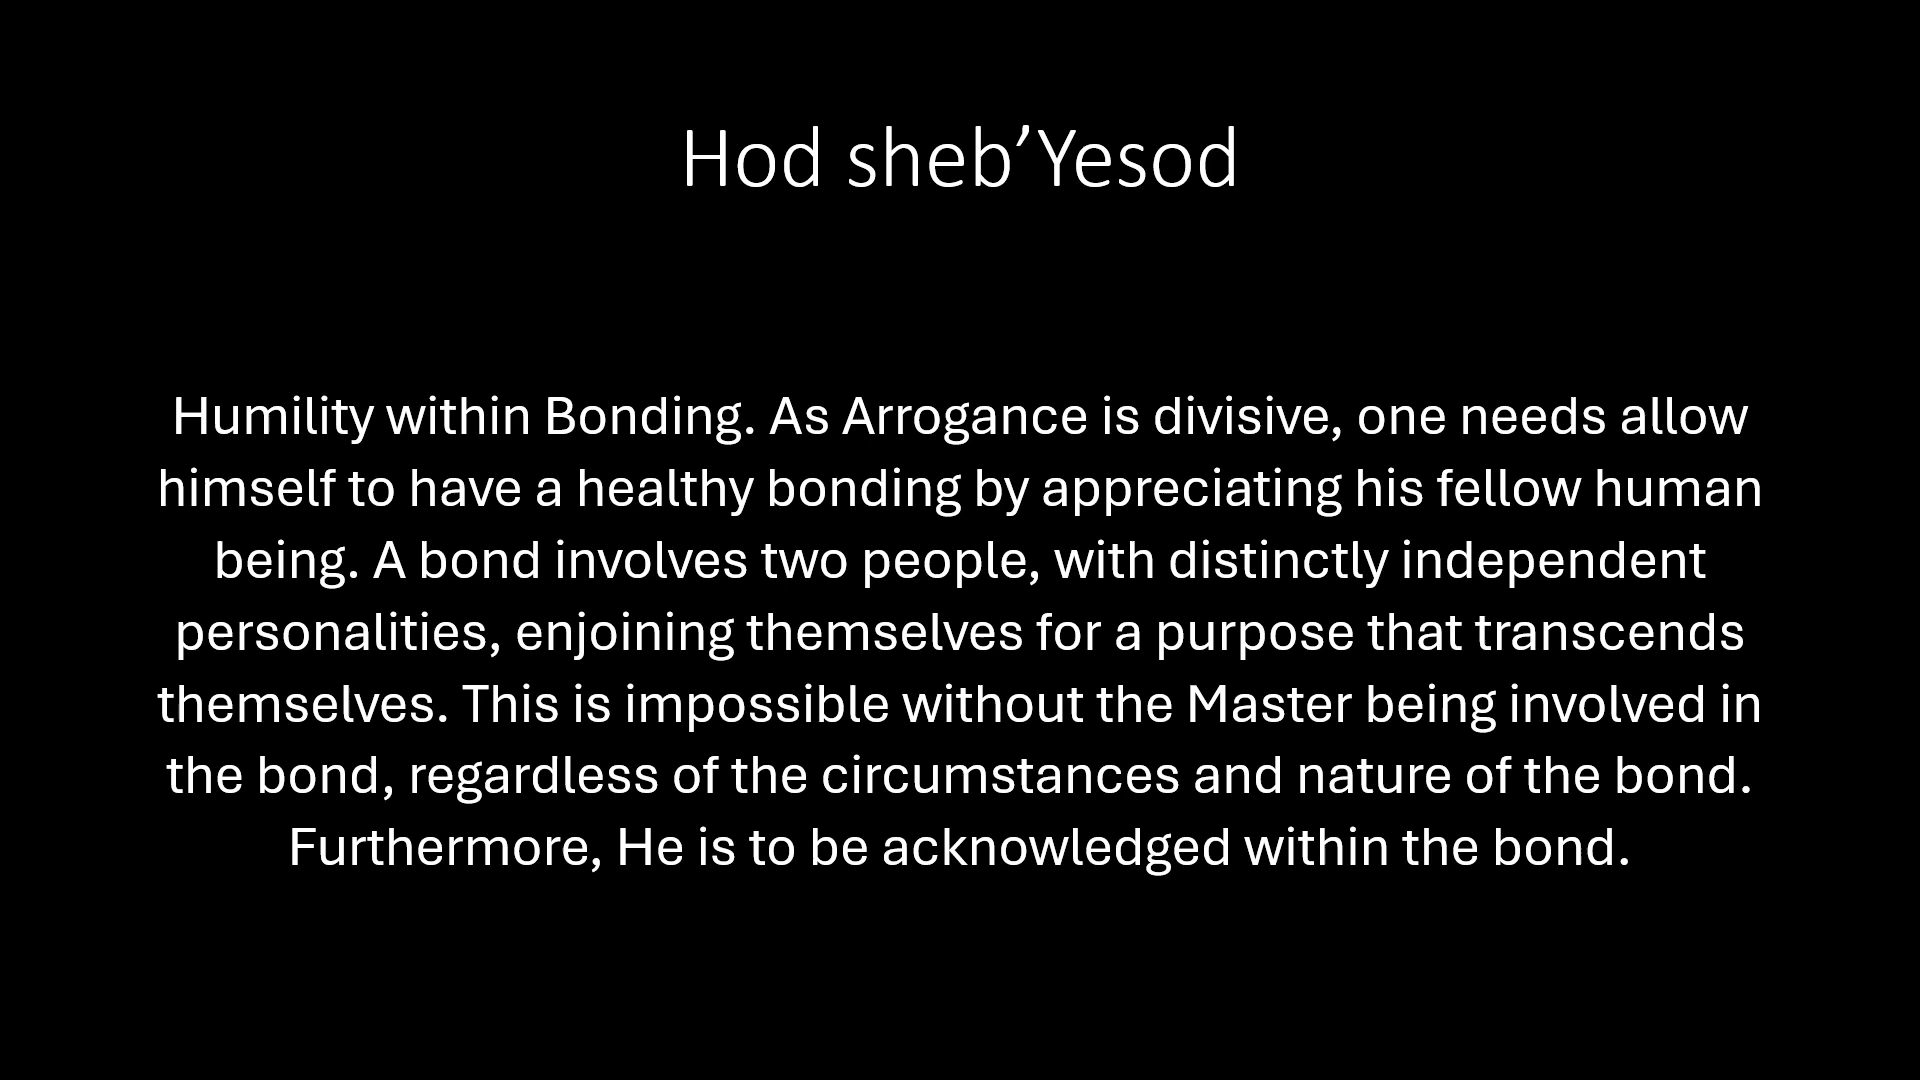 Hod sheb’Yesod
Humility within Bonding. As Arrogance is divisive, one needs allow
himself to have a healthy bonding by appreciating his fellow human
being. A bond involves two people, with distinctly independent
personalities, enjoining themselves for a purpose that transcends
themselves. This is impossible without the Master being involved in
the bond, regardless of the circumstances and nature of the bond.
Furthermore, He is to be acknowledged within the bond.